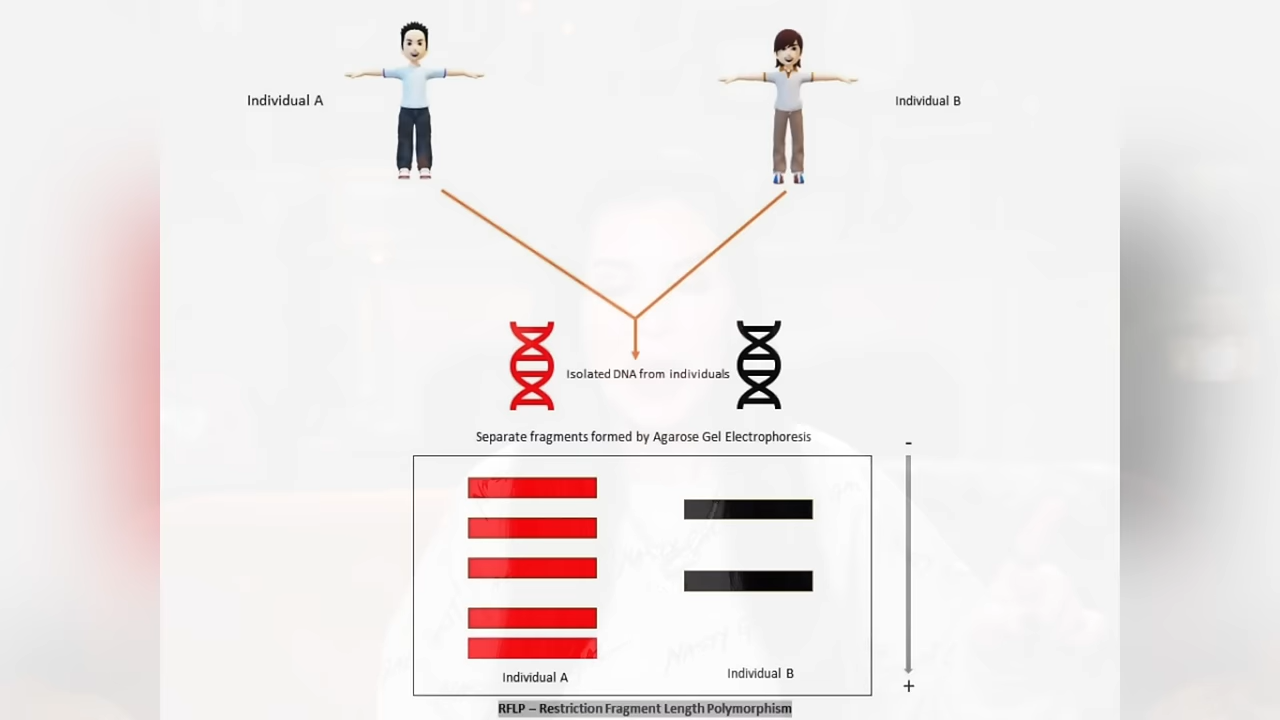 Individual A
Individual B
Isolated DNA from individuals
Separate fragments formed by Agarose Gel Electrophoresis
-
Individual A
Individual B
+
RFLP – Restriction Fragment Length Polymorphism